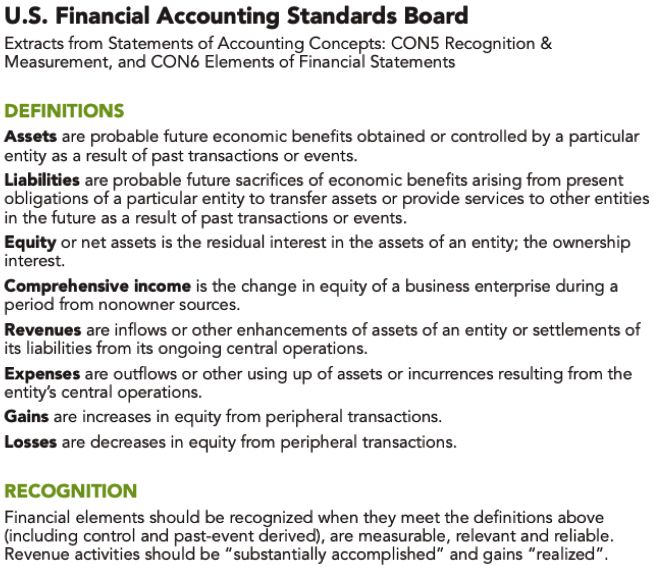 U.S. Financial Accounting Standards Board
Extracts from Statements of Accounting Concepts: CON5 Recognition &
Measurement, and CON6 Elements of Financial Statements
DEFINITIONS
Assets are probable future economic benefits obtained or controlled by a particular
entity as a result of past transactions or events.
Liabilities are probable future sacrifices of economic benefits arising from present
obligations of a particular entity to transfer assets or provide services to other entities
in the future as a result of past transactions or events.
Equity or net assets is the residual interest in the assets of an entity; the ownership
interest.
Comprehensive income is the change in equity of a business enterprise during a
period from nonowner sources.
Revenues are inflows or other enhancements of assets of an entity or settlements of
its liabilities from its ongoing central operations.
Expenses are outflows or other using up of assets or incurrences resulting from the
entity’s central operations.
Gains are increases in equity from peripheral transactions.
Losses are decreases in equity from peripheral transactions.
RECOGNITION
Financial elements should be recognized when they meet the definitions above
(including control and past-event derived), are measurable, relevant and reliable.
Revenue activities should be “substantially accomplished” and gains “realized”.